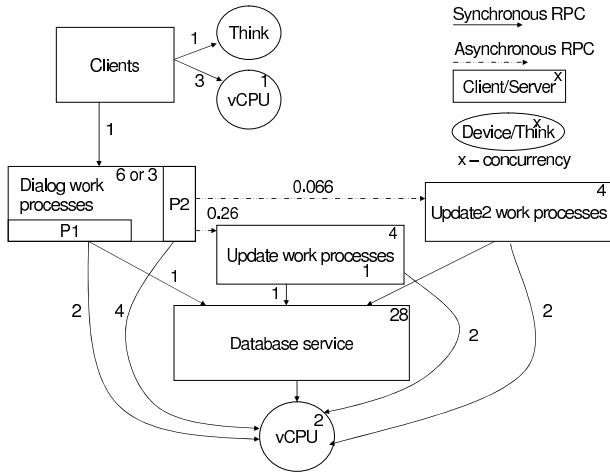 Synchronous RPC
Asynchronous RPC
Client/Server x
Device/Think x
x – concurrency
Think
1
Clients
3
1
vCPU
1
6 or 3
Dialog work
processes
P1
P2
0.066
4
Update2 work processes
0.26
4
Update work processes
1
1
1
2
4
2
2
28
Database service
2
vCPU